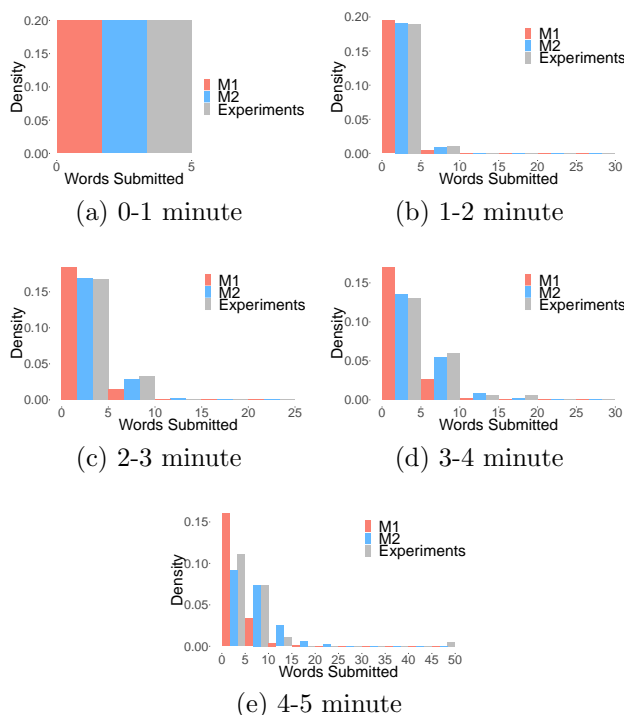 0.20
0.15
0.10
0.05
0.00
Density
0
5
Words Submitted
M1
M2
Experiments
(a) 0-1 minute
0.20
0.15
0.10
0.05
0.00
Density
0 5 10 15 20 25 30
Words Submitted
M1
M2
Experiments
(b) 1-2 minute
0.15
0.10
0.05
0.00
Density
0 5 10 15 20 25
Words Submitted
M1
M2
Experiments
(c) 2-3 minute
0.15
0.10
0.05
0.00
Density
0 5 10 15 20 25 30
Words Submitted
M1
M2
Experiments
(d) 3-4 minute
0.15
0.10
0.05
0.00
Density
0 5 10 15 20 25 30 35 40 45 50
Words Submitted
M1
M2
Experiments
(e) 4-5 minute